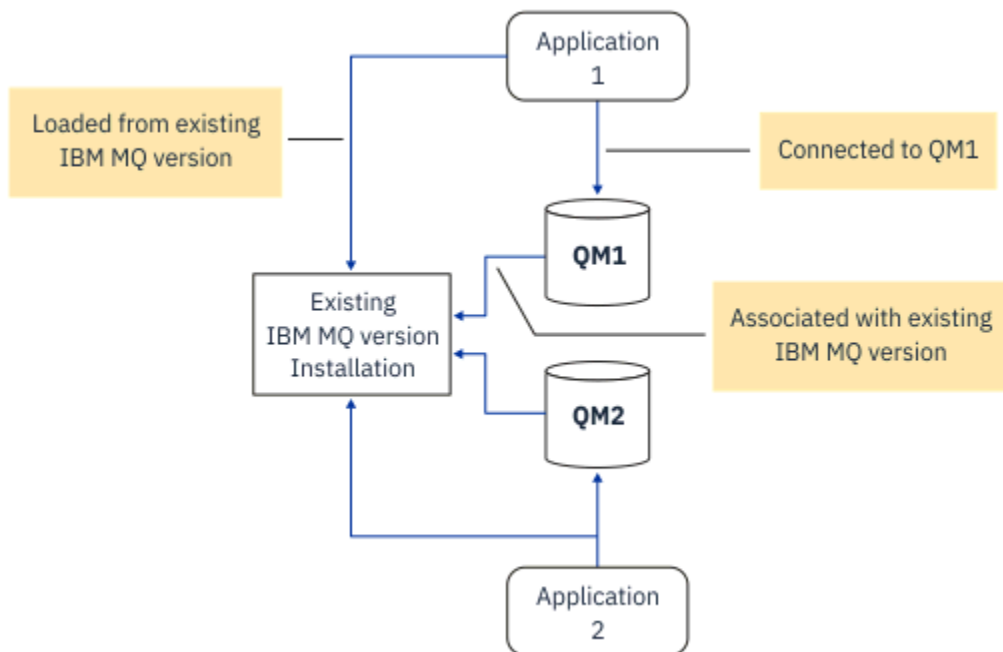 Application
1
Loaded from existing
IBM MQ version
Connected to QM1
QM1
Existing
IBM MQ version
Installation
Associated with existing
IBM MQ version
QM2
Application
2